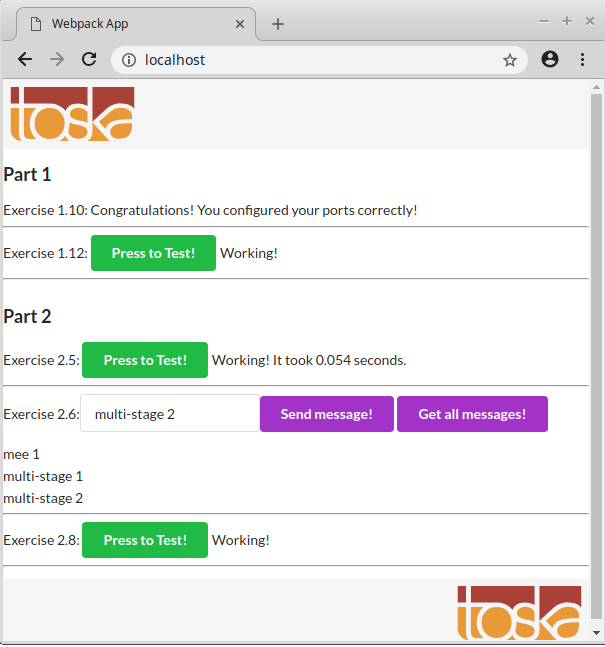 Webpack App
localhost
toska
Part 1
Exercise 1.10: Congratulations! You configured your ports correctly!
Exercise 1.12: Press to Test! Working!
Part 2
Exercise 2.5: Press to Test! Working! It took 0.054 seconds.
Exercise 2.6: multi-stage 2 Send message! Get all messages!
mee 1
multi-stage 1
multi-stage 2
Exercise 2.8: Press to Test! Working!
toska